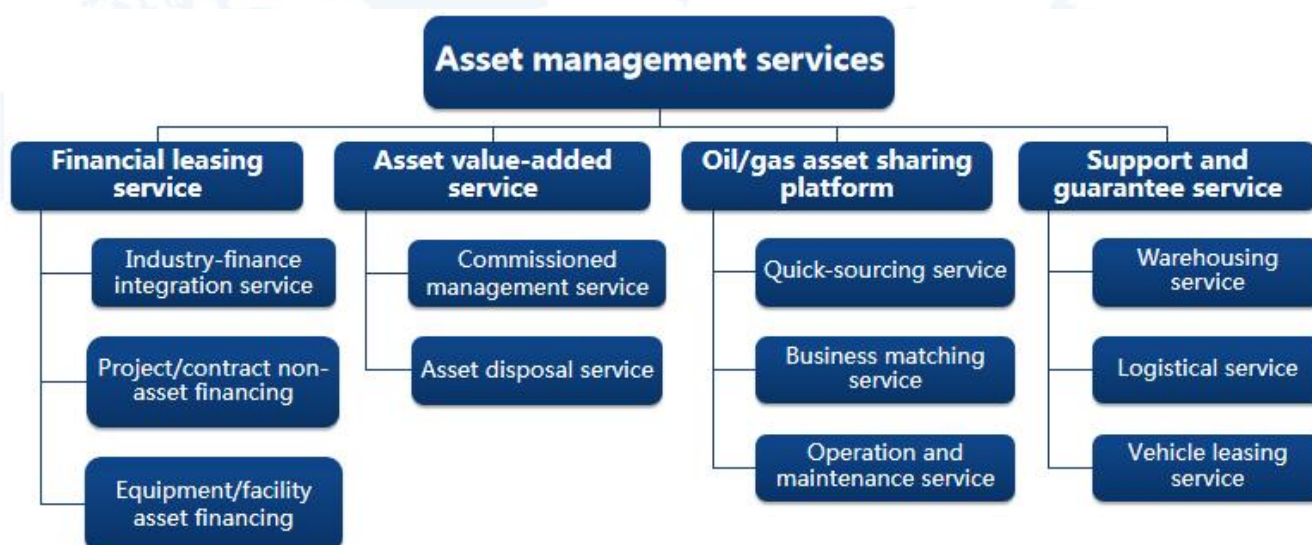 Asset management services
Financial leasing
service
Asset value-added
service
Oil/gas asset sharing
platform
Support and
guarantee service
Industry-finance
integration service
Project/contract non-
asset financing
Equipment/facility
asset financing
Commissioned
management service
Asset disposal service
Quick-sourcing service
Business matching
service
Operation and
maintenance service
Warehousing
service
Logistical service
Vehicle leasing
service